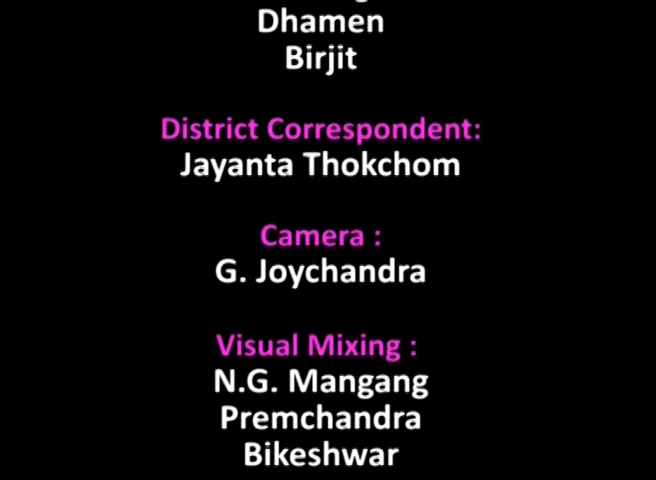 Dhamen
Birjit
District Correspondent:
Jayanta Thokchom
Camera :
G. Joychandra
Visual Mixing :
N.G. Mangang
Premchandra
Bikeshwar